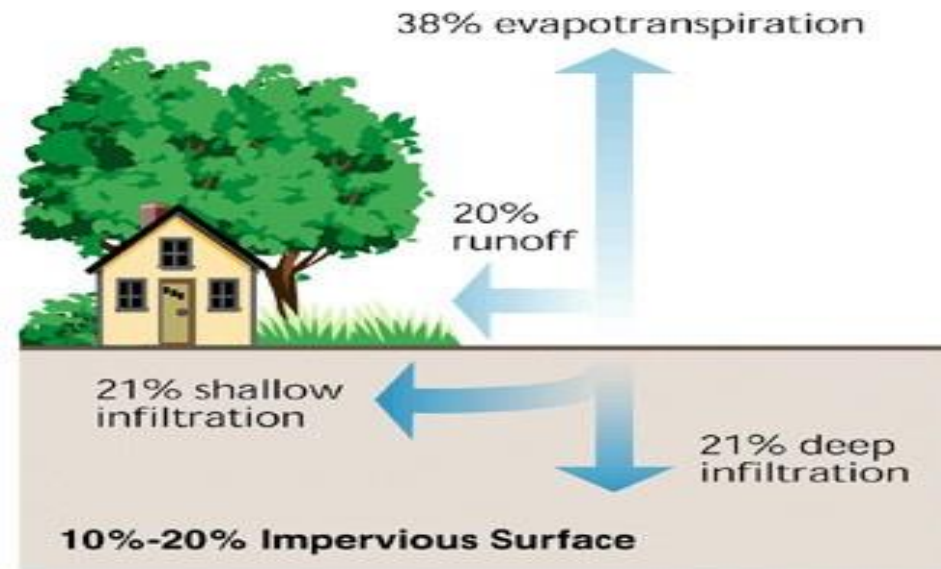 38% evapotranspiration
20%
runoff
21% shallow
infiltration
21% deep
infiltration
10%-20% Impervious Surface